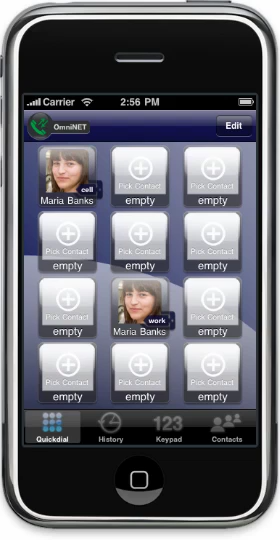 Carrier 2:56 PM
OmniNET Edit
cell Pick Contact Pick Contact
Maria Banks empty empty
Pick Contact Pick Contact Pick Contact
empty empty empty
Pick Contact work Pick Contact
empty Maria Banks empty
Pick Contact Pick Contact Pick Contact
empty empty empty
123
Quickdial History Keypad Contacts